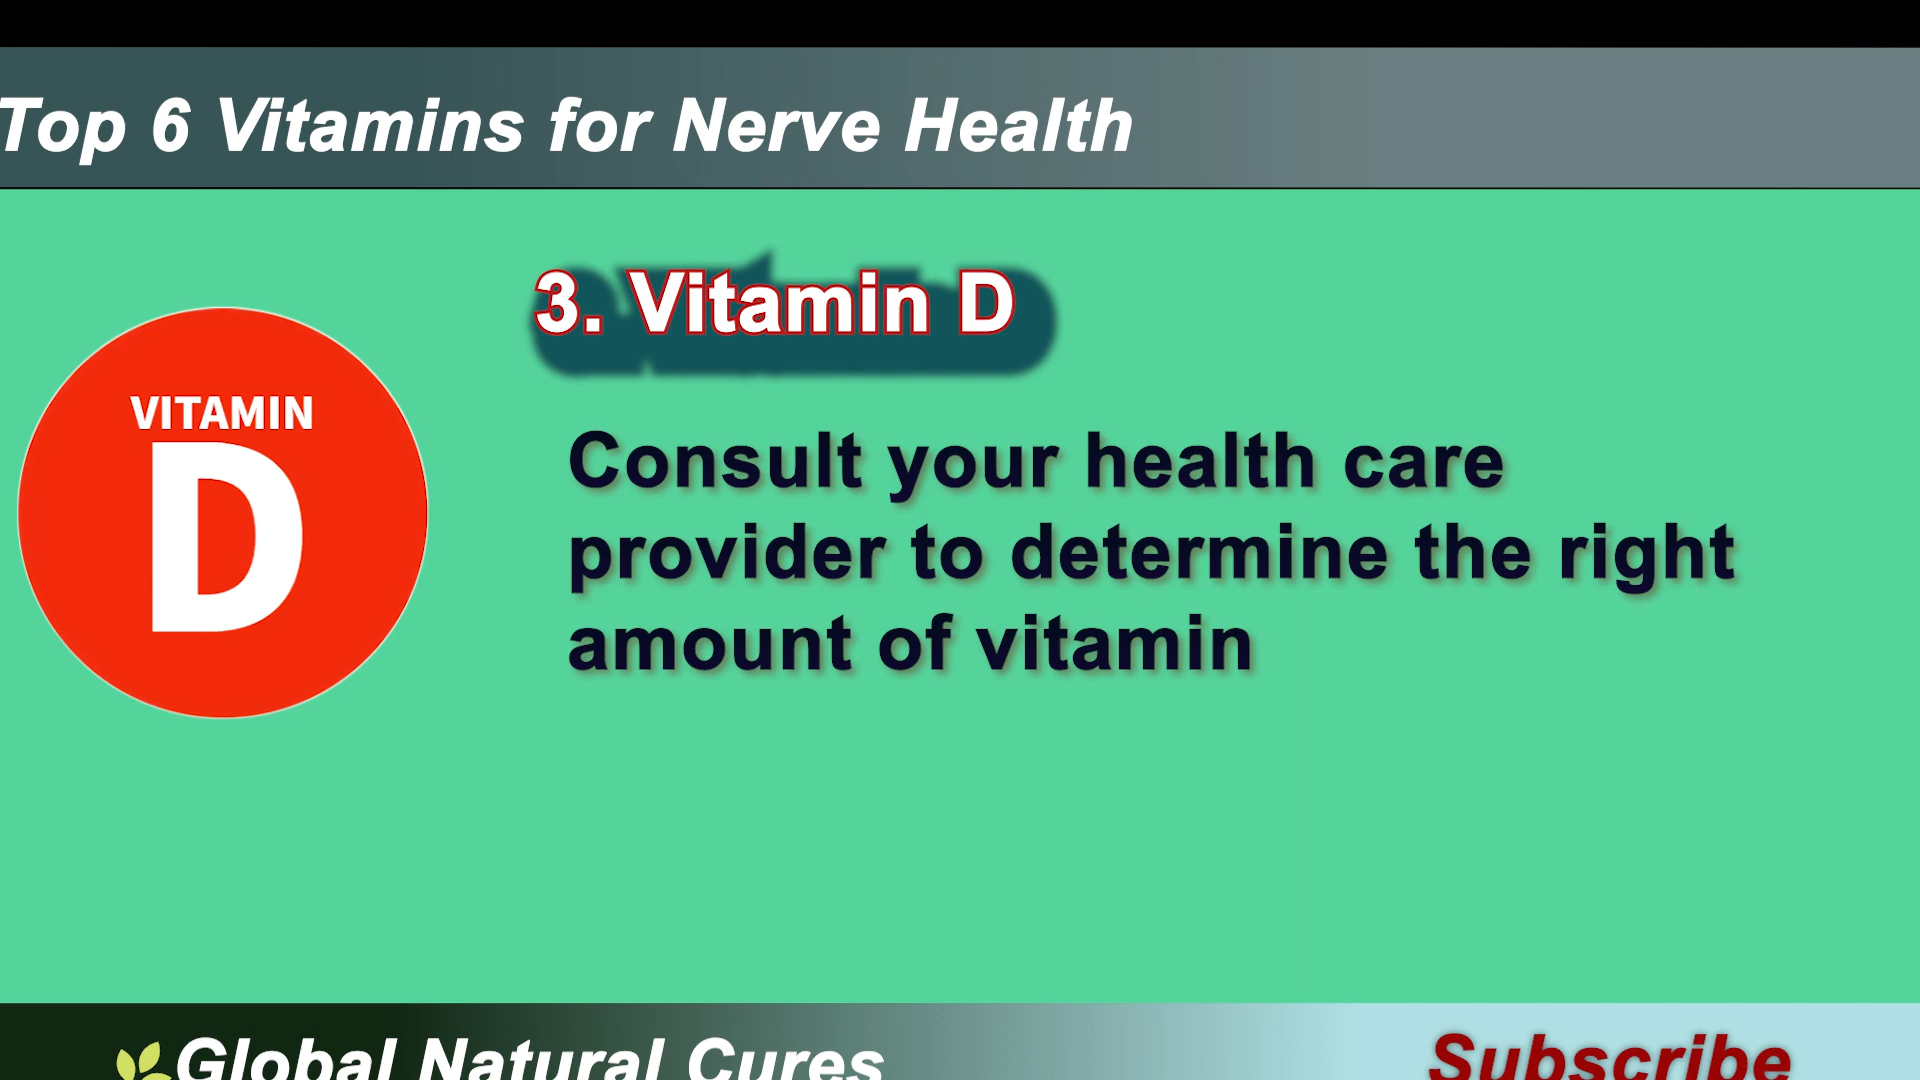 Top 6 Vitamins for Nerve Health
3. Vitamin D
VITAMIN
D
Consult your health care
provider to determine the right
amount of vitamin
Global Natural Cures
Subscribe